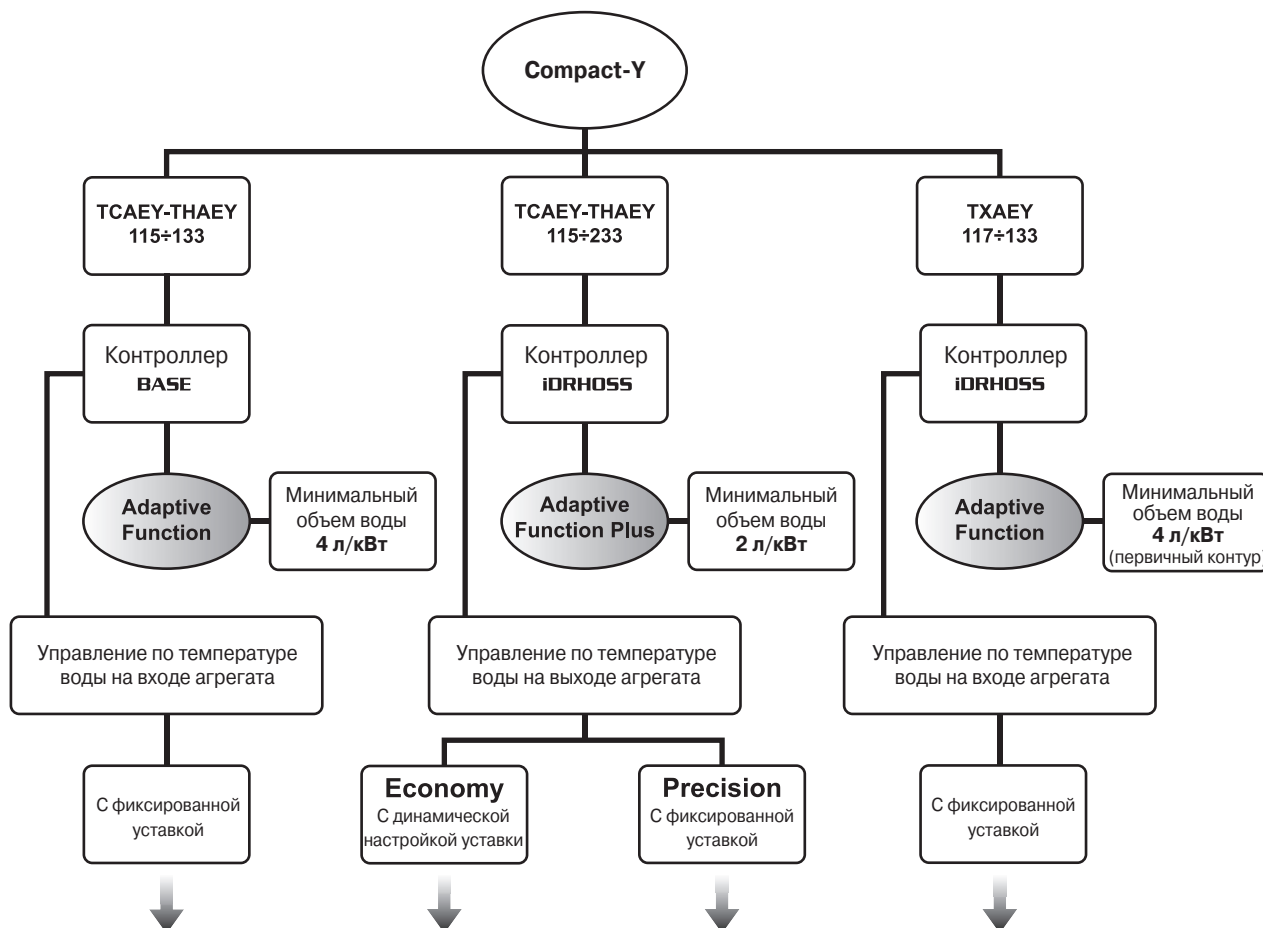 Compact-Y
TCAEY-THAEY
115÷133
TCAEY-THAEY
115÷233
TXAEY
117÷133
Контроллер
BASE
Контроллер
iDRHOSS
Контроллер
iDRHOSS
Adaptive
Function
Минимальный
объем воды
4 л/кВт
Adaptive
Function Plus
Минимальный
объем воды
2 л/кВт
Adaptive
Function
Минимальный
объем воды
4 л/кВт
(первичный контур)
Управление по температуре
воды на входе агрегата
Управление по температуре
воды на выходе агрегата
Управление по температуре
воды на входе агрегата
С фиксированной
уставкой
Economy
С динамической
настройкой уставки
Precision
С фиксированной
уставкой
С фиксированной
уставкой